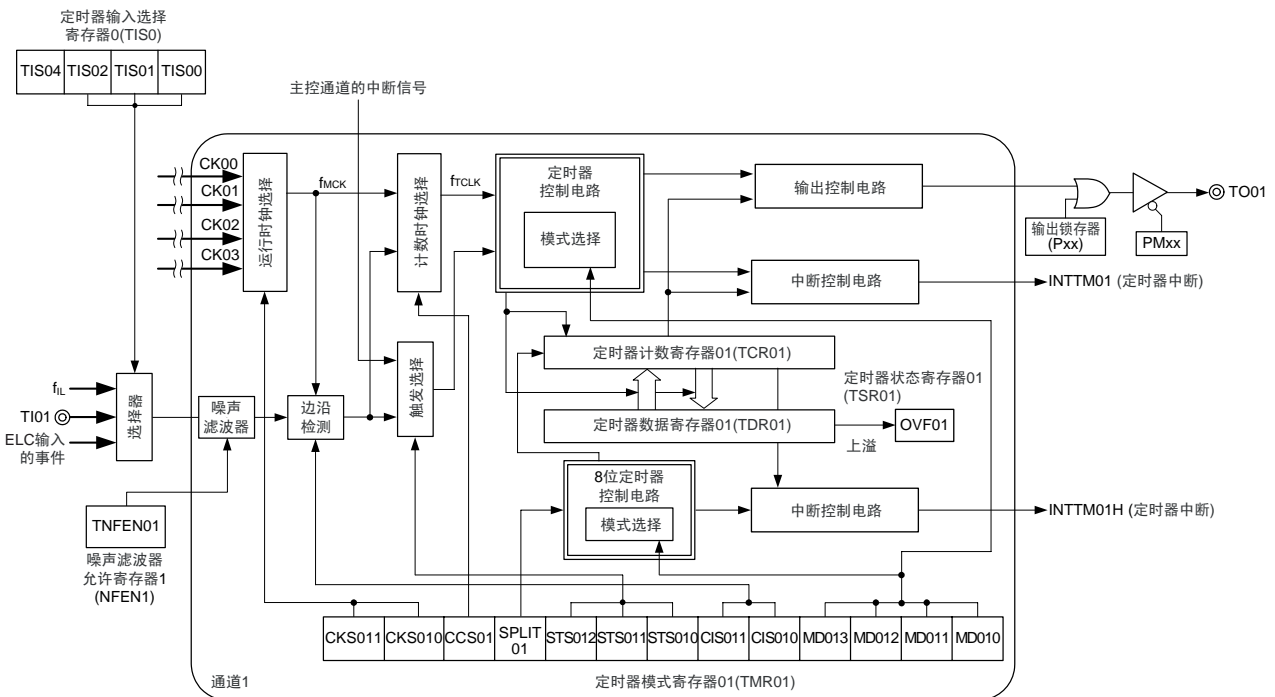 定时器输入选择
寄存器0(TIS0)
TIS04 TIS02 TIS01 TIS00
主控通道的中断信号
CK00
CK01
CK02
CK03
运行时钟选择
fMCK
计数时钟选择
fTCLK
定时器
控制电路
模式选择
输出控制电路
输出锁存器
(Pxx)
PMxx
TO01
中断控制电路
INTTM01 (定时器中断)
定时器计数寄存器01(TCR01)
触发选择
定时器状态寄存器01
(TSR01)
fIL
TI01
ELC输入
的事件
选择器
噪声
滤波器
边沿
检测
定时器数据寄存器01(TDR01)
OVF01
上溢
8位定时器
控制电路
模式选择
中断控制电路
INTTM01H (定时器中断)
TNFEN01
噪声滤波器
允许寄存器1
(NFEN1)
CKS011 CKS010 CCS01 SPLIT
01 STS012 STS011 STS010 CIS011 CIS010 MD013 MD012 MD011 MD010
通道1
定时器模式寄存器01(TMR01)